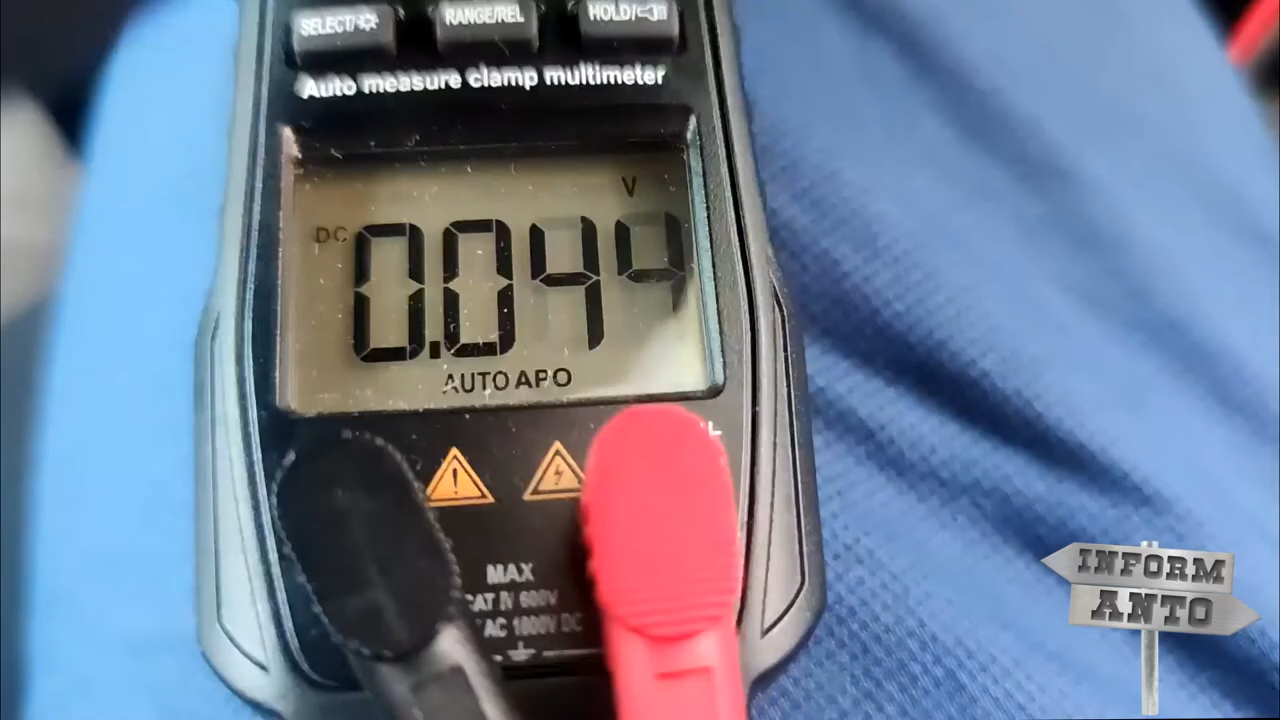 SELECT/ RANGE/REL HOLD/
Auto measure clamp multimeter
V
DC 0.044
AUTO APO
MAX
CAT IV 600V
AC 1000V DC
INFORM
ANTO